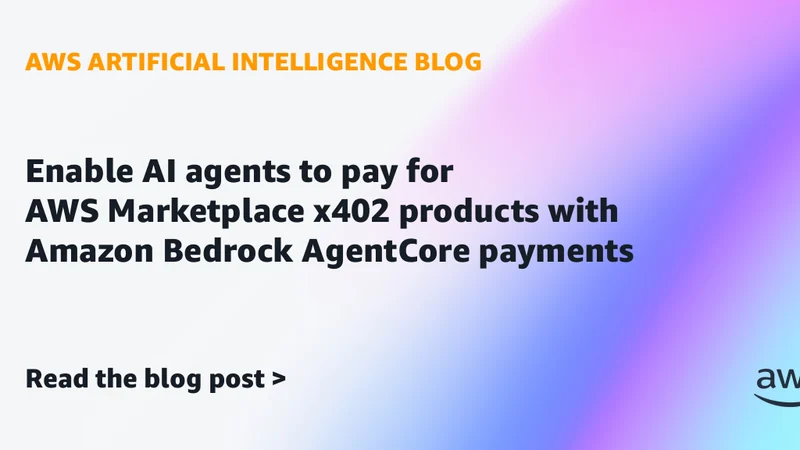 AWS ARTIFICIAL INTELLIGENCE BLOG
Enable AI agents to pay for
AWS Marketplace x402 products with
Amazon Bedrock AgentCore payments
Read the blog post >
aw